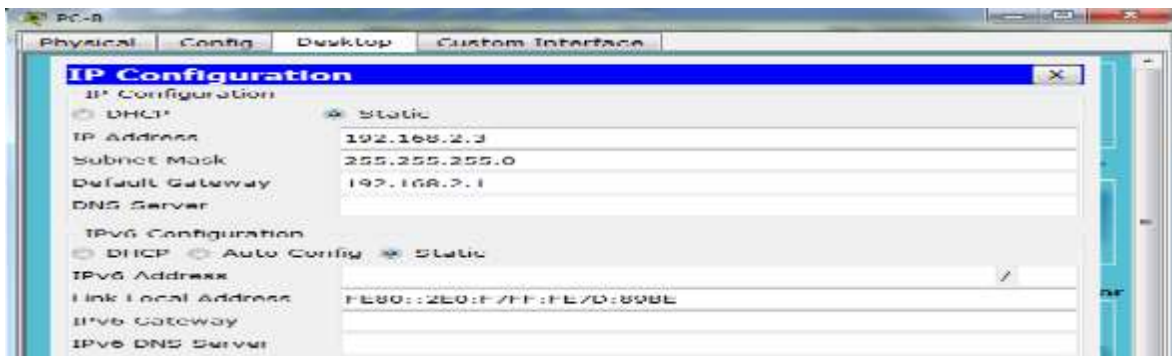 PC-B
Physical Config Desktop Custom Interface
IP Configuration X
IP Configuration
DHCP Static
IP Address 192.168.2.3
Subnet Mask 255.255.255.0
Default Gateway 192.168.2.1
DNS Server
IPv6 Configuration
DHCP Auto Config Static
IPv6 Address /
Link Local Address FE80::2E0:F7FF:FE7D:89BE
IPv6 Gateway
IPv6 DNS Server